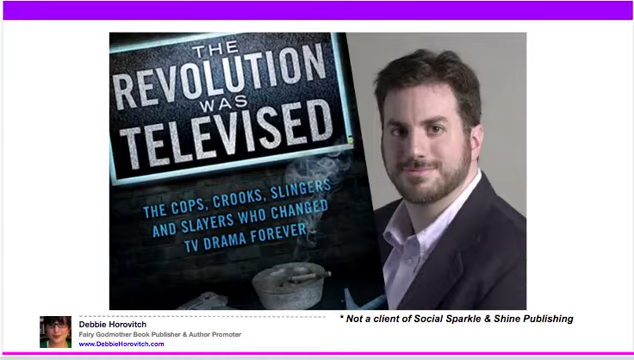 THE
REVOLUTION
WAS
TELEVISED
THE COPS, CROOKS, SLINGERS
AND SLAYERS WHO CHANGED
TV DRAMA FOREVER
* Not a client of Social Sparkle & Shine Publishing
Debbie Horovitch
Fairy Godmother Book Publisher & Author Promoter
www.DebbieHorovitch.com